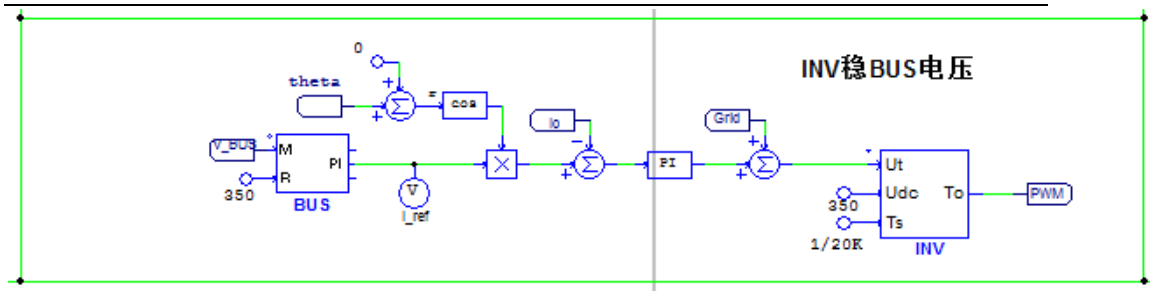 0
INV稳BUS电压
theta
r cos
Io
Grid
V_BUS
M
PI
R
350
BUS
V
I_ref
PI
Ut
Udc
To
Ts
350
1/20K
INV
PWM